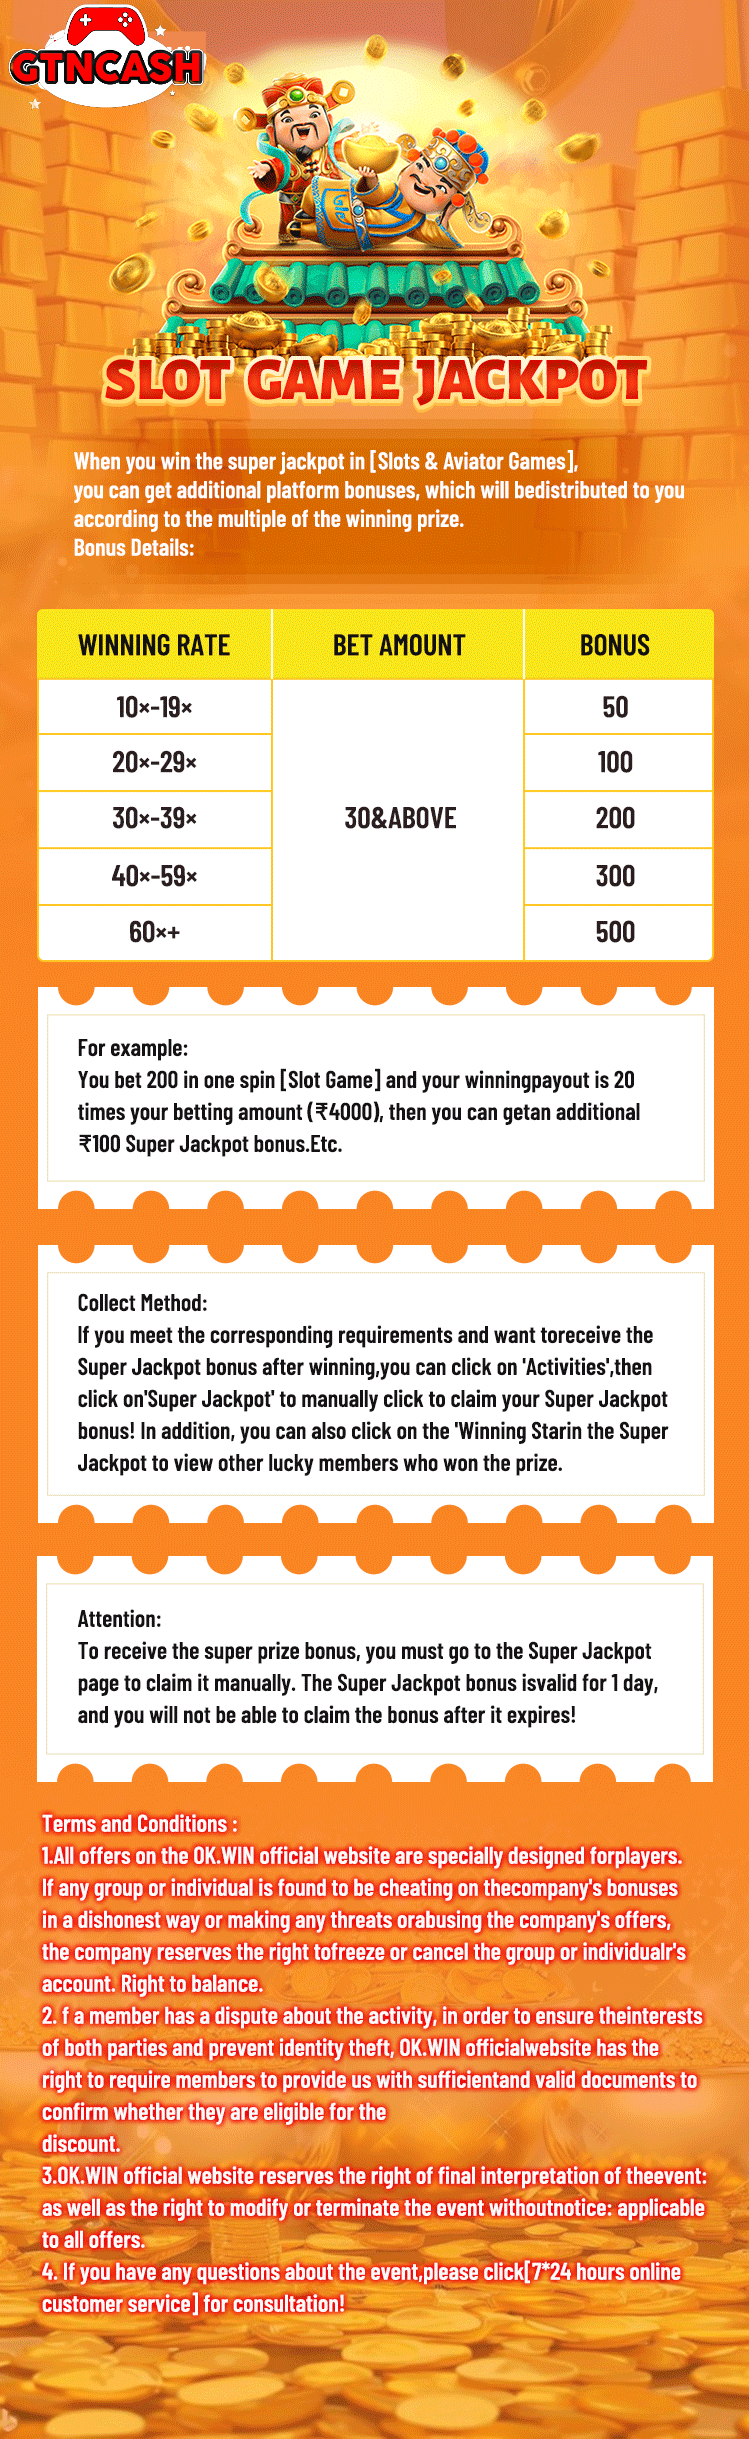 GTNCASH
SLOT GAME JACKPOT
When you win the super jackpot in [Slots & Aviator Games],
you can get additional platform bonuses, which will bedistributed to you
according to the multiple of the winning prize.
Bonus Details:
WINNING RATE BET AMOUNT BONUS
10×-19× 50
20×-29× 100
30×-39× 30&ABOVE 200
40×-59× 300
60×+ 500
For example:
You bet 200 in one spin [Slot Game] and your winningpayout is 20
times your betting amount (₹4000), then you can getan additional
₹100 Super Jackpot bonus.Etc.
Collect Method:
If you meet the corresponding requirements and want toreceive the
Super Jackpot bonus after winning,you can click on 'Activities',then
click on'Super Jackpot' to manually click to claim your Super Jackpot
bonus! In addition, you can also click on the 'Winning Starin the Super
Jackpot to view other lucky members who won the prize.
Attention:
To receive the super prize bonus, you must go to the Super Jackpot
page to claim it manually. The Super Jackpot bonus isvalid for 1 day,
and you will not be able to claim the bonus after it expires!
Terms and Conditions :
1.All offers on the OK.WIN official website are specially designed forplayers.
If any group or individual is found to be cheating on thecompany's bonuses
in a dishonest way or making any threats orabusing the company's offers,
the company reserves the right tofreeze or cancel the group or individualr's
account. Right to balance.
2. f a member has a dispute about the activity, in order to ensure theinterests
of both parties and prevent identity theft, OK.WIN officialwebsite has the
right to require members to provide us with sufficientand valid documents to
confirm whether they are eligible for the
discount.
3.OK.WIN official website reserves the right of final interpretation of theevent:
as well as the right to modify or terminate the event withoutnotice: applicable
to all offers.
4. If you have any questions about the event,please click[7*24 hours online
customer service] for consultation!